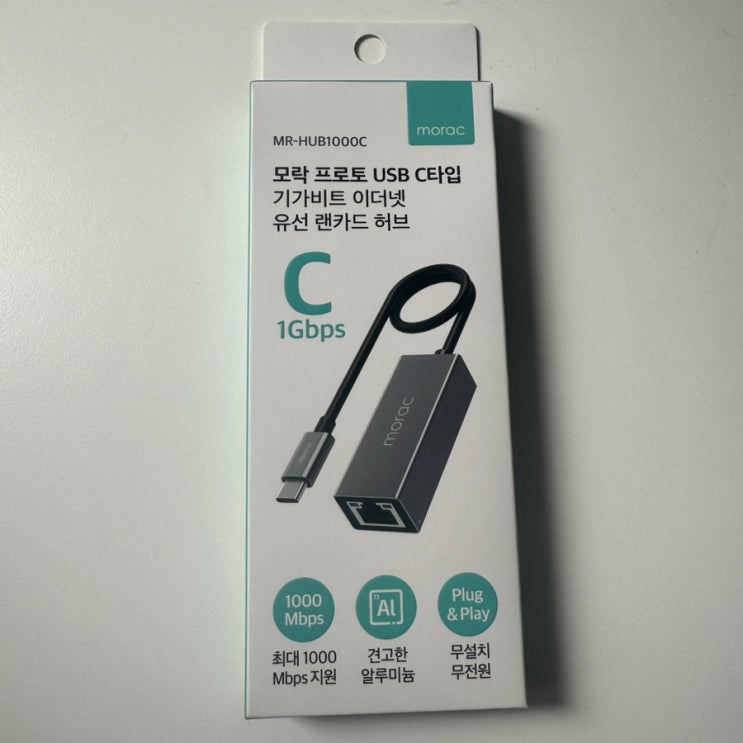 morac
MR-HUB1000C
모락 프로토 USB C타입
기가비트 이더넷
유선 랜카드 허브
C
1Gbps
morac
1000
Mbps
최대 1000
Mbps 지원
13
Al
견고한
알루미늄
Plug
& Play
무설치
무전원